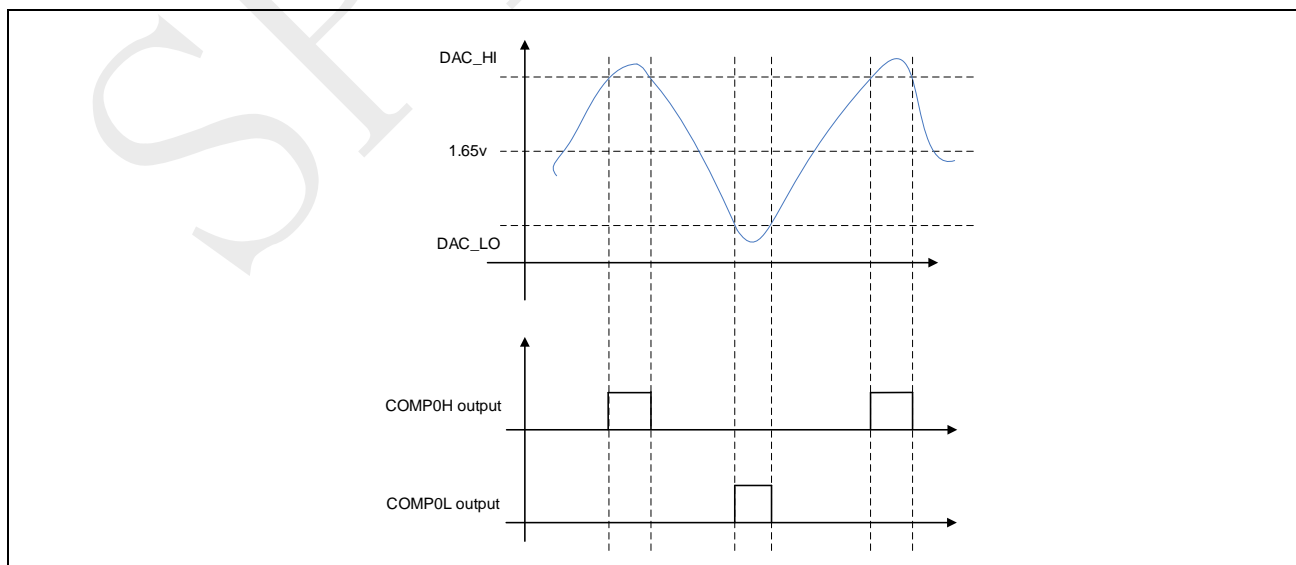 DAC_HI
1.65v
DAC_LO
COMP0H output
COMP0L output